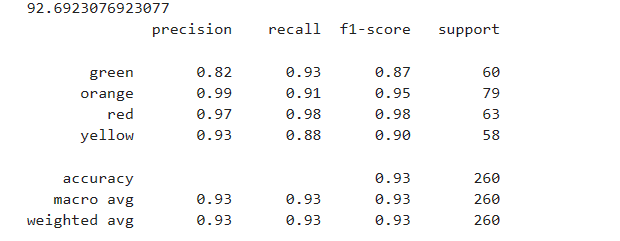 92.6923076923077
precision recall f1-score support
green 0.82 0.93 0.87 60
orange 0.99 0.91 0.95 79
red 0.97 0.98 0.98 63
yellow 0.93 0.88 0.90 58
accuracy 0.93 260
macro avg 0.93 0.93 0.93 260
weighted avg 0.93 0.93 0.93 260